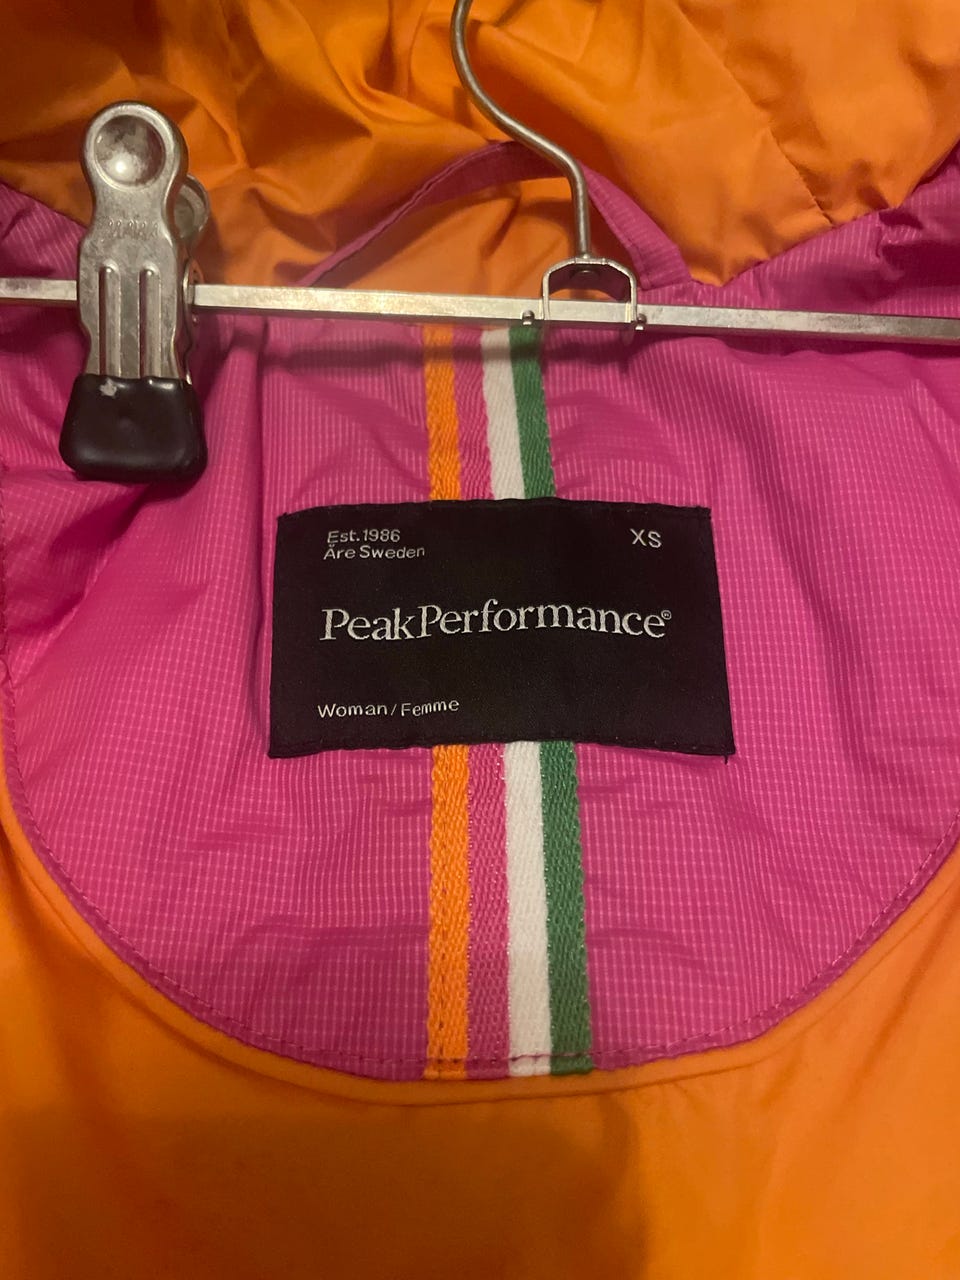 Est.1986
Åre Sweden
XS
PeakPerformance®
Woman/Femme